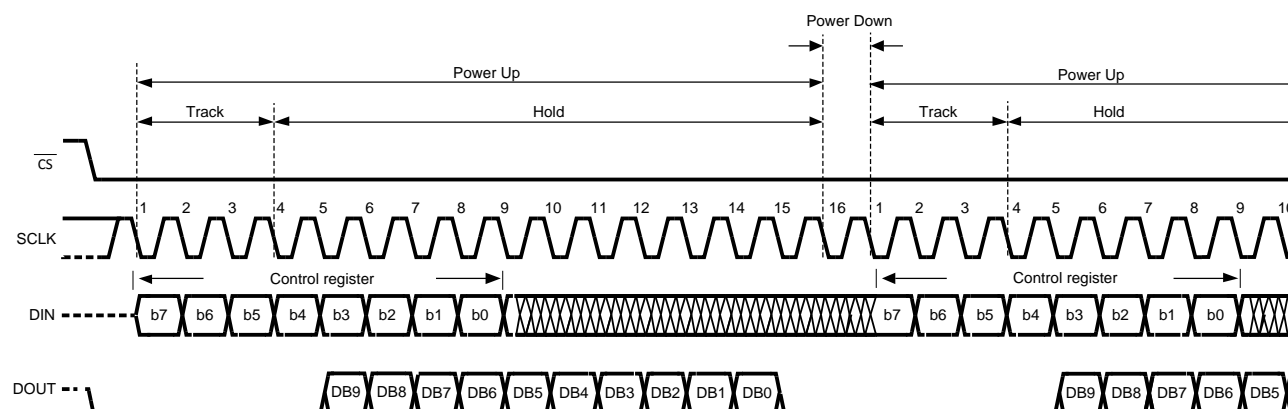 Power Down
Power Up
Power Up
Track Hold Track Hold
CS
1 2 3 4 5 6 7 8 9 10 11 12 13 14 15 16 1 2 3 4 5 6 7 8 9 10
SCLK
Control register Control register
DIN b7 b6 b5 b4 b3 b2 b1 b0 b7 b6 b5 b4 b3 b2 b1 b0
DOUT DB9 DB8 DB7 DB6 DB5 DB4 DB3 DB2 DB1 DB0 DB9 DB8 DB7 DB6 DB5